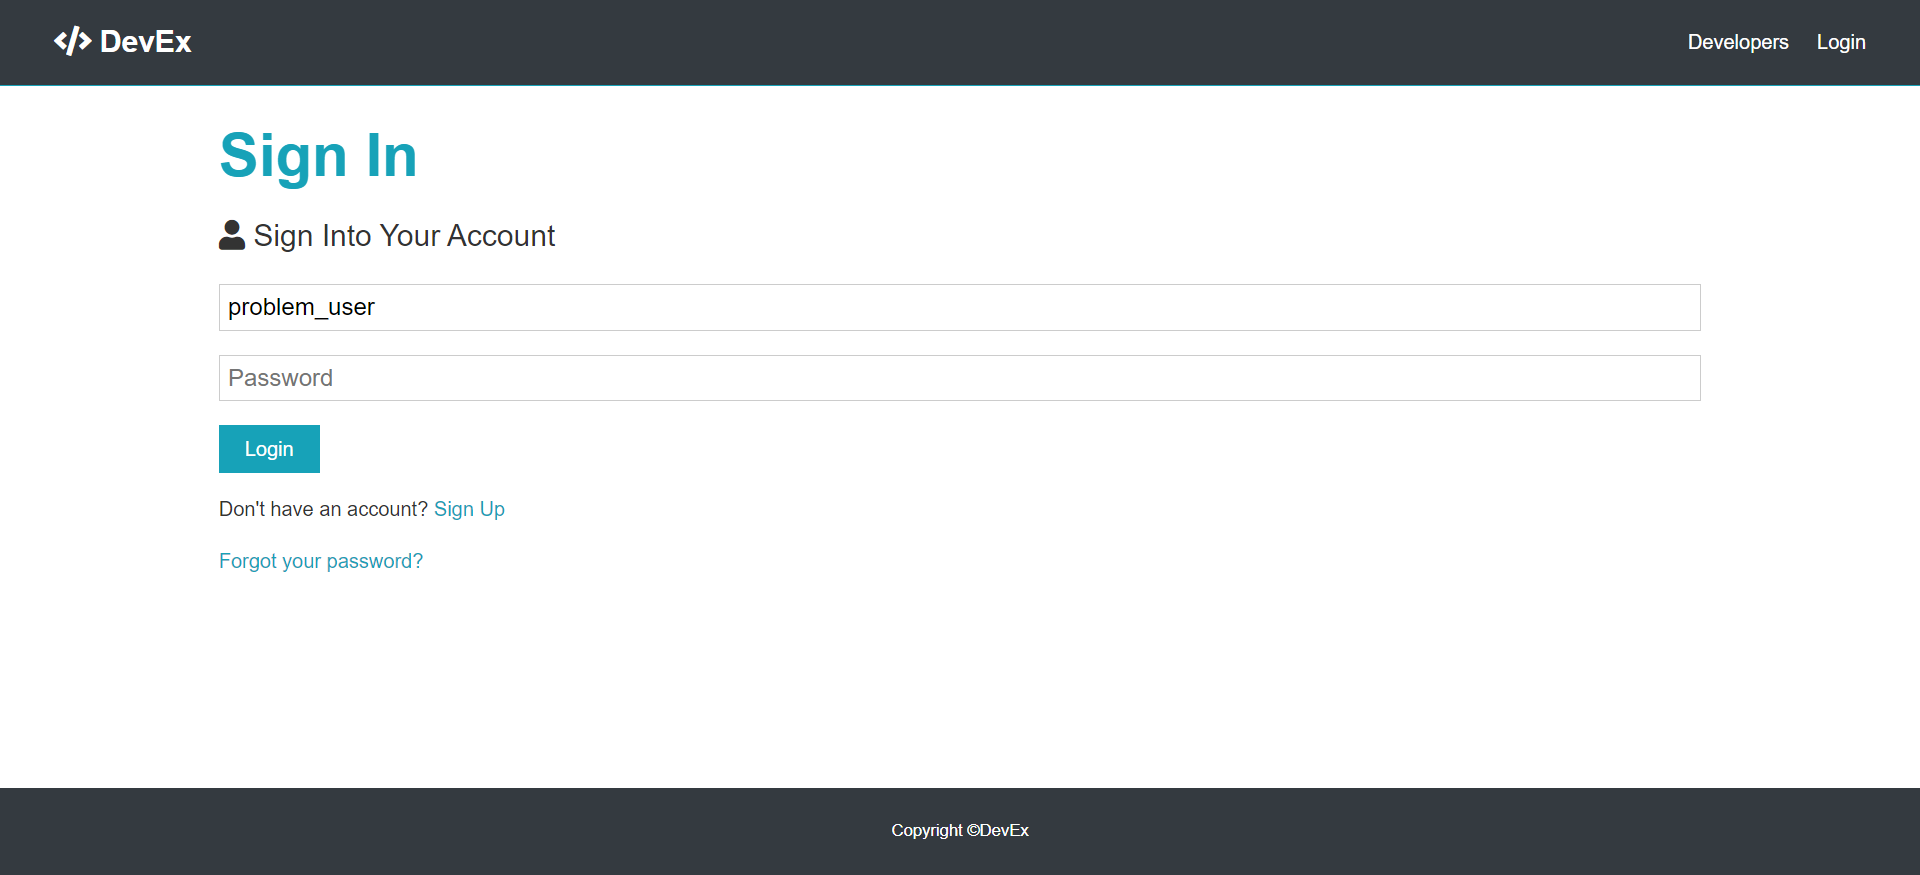 DevEx
Developers Login
Sign In
Sign Into Your Account
problem_user
Password
Login
Don't have an account? Sign Up
Forgot your password?
Copyright ©DevEx